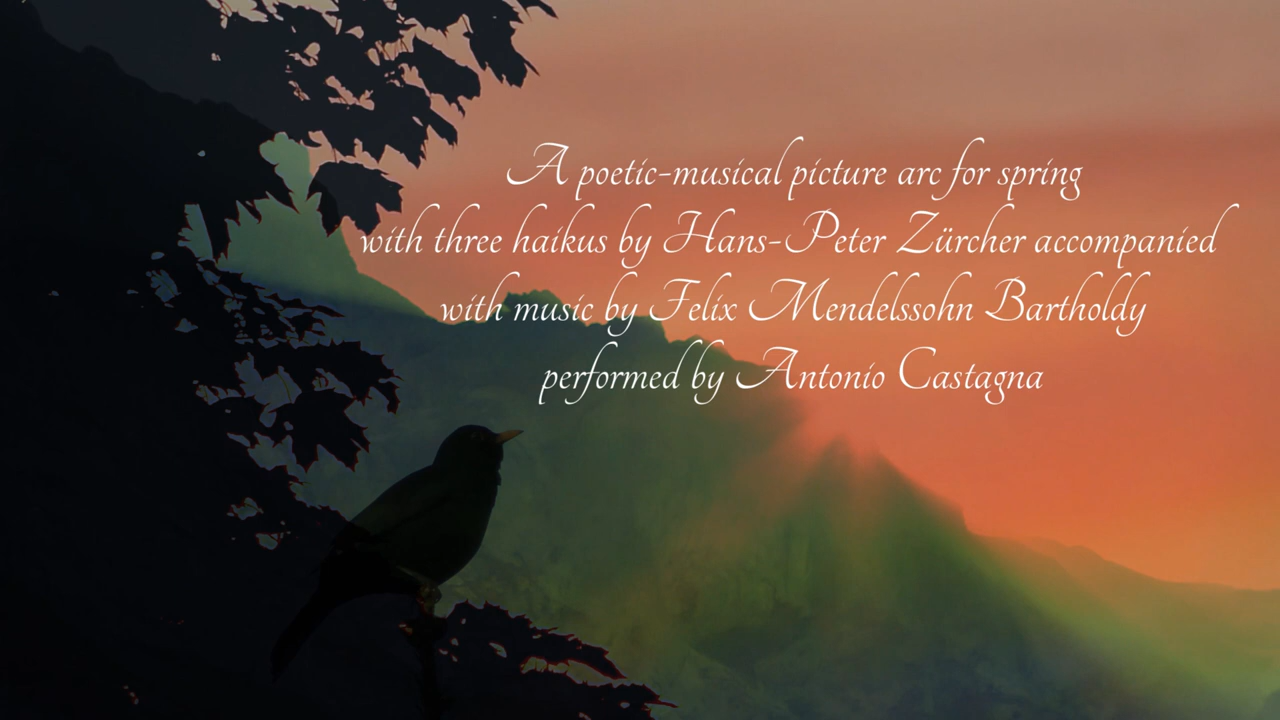 A poetic-musical picture arc for spring
with three haikus by Hans-Peter Zürcher accompanied
with music by Felix Mendelssohn Bartholdy
performed by Antonio Castagna